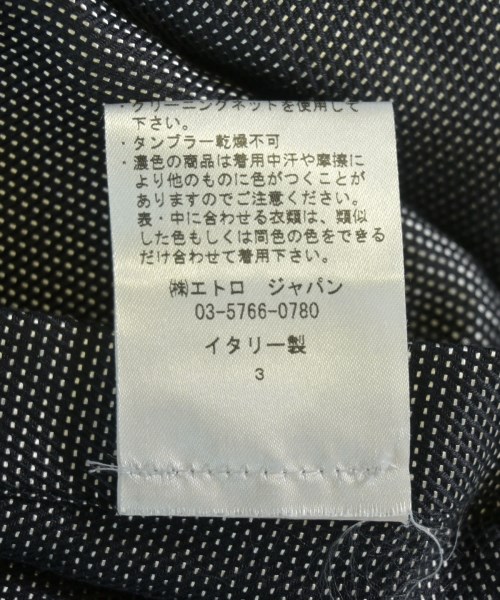 ・クリーニングネットを使用して
下さい。
・タンブラー乾燥不可
・濃色の商品は着用中汗や摩擦に
より他のものに色がつくことが
ありますのでご注意ください。
表・中に合わせる衣類は、類似
した色もしくは同色の色をできる
だけ合わせて着用下さい。
㈱エトロ ジャパン
03-5766-0780
イタリー製
3